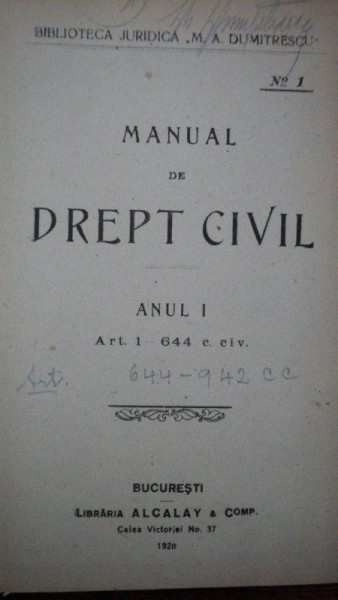 BIBLIOTECA JURIDICA „M. A. DUMITRESCU"
No 1
MANUAL
DE
DREPT CIVIL
ANUL I
Art. 1—644 c. civ.
Art. 644-942 CC
BUCUREȘTI
LIBRĂRIA ALCALAY & COMP.
Calea Victoriei No. 37
1920